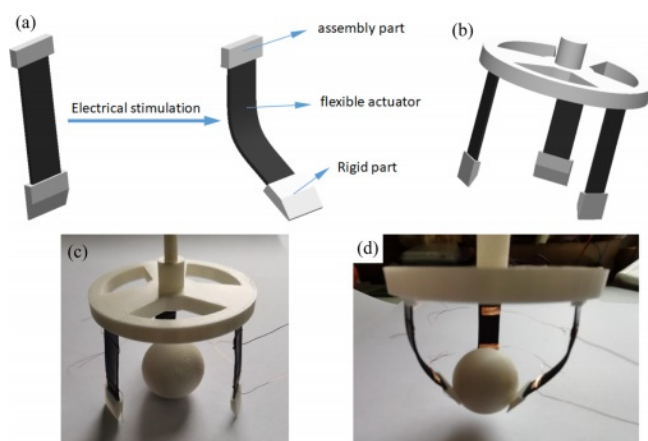 (a)
assembly part
(b)
Electrical stimulation
flexible actuator
Rigid part
(c)
(d)